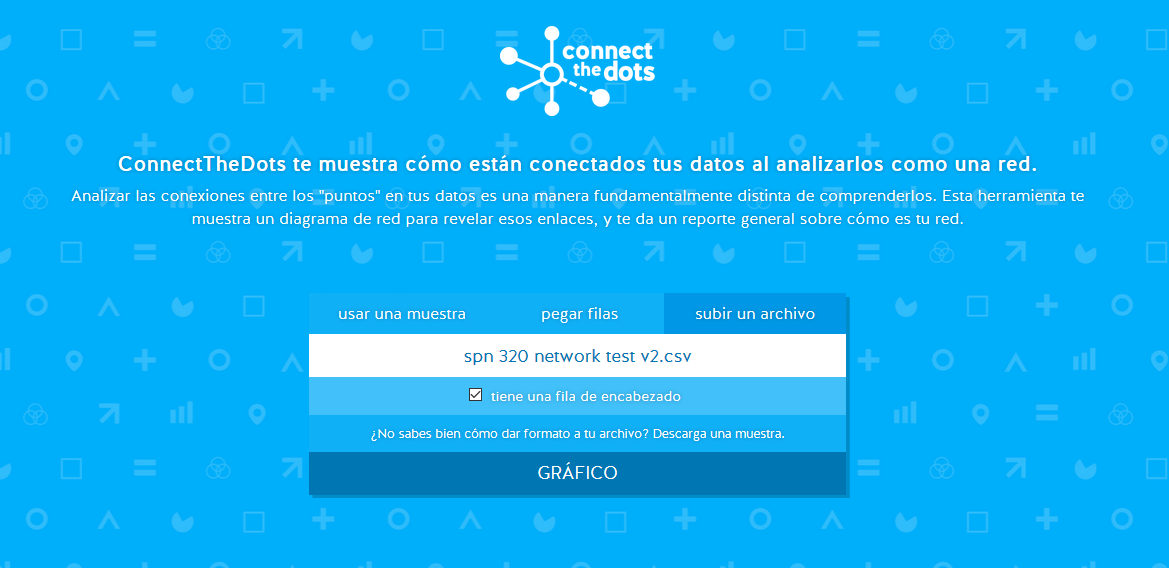 connect
the dots
ConnectTheDots te muestra cómo están conectados tus datos al analizarlos como una red.
Analizar las conexiones entre los "puntos" en tus datos es una manera fundamentalmente distinta de comprenderlos. Esta herramienta te
muestra un diagrama de red para revelar esos enlaces, y te da un reporte general sobre cómo es tu red.
usar una muestra pegar filas subir un archivo
spn 320 network test v2.csv
tiene una fila de encabezado
¿No sabes bien cómo dar formato a tu archivo? Descarga una muestra.
GRÁFICO